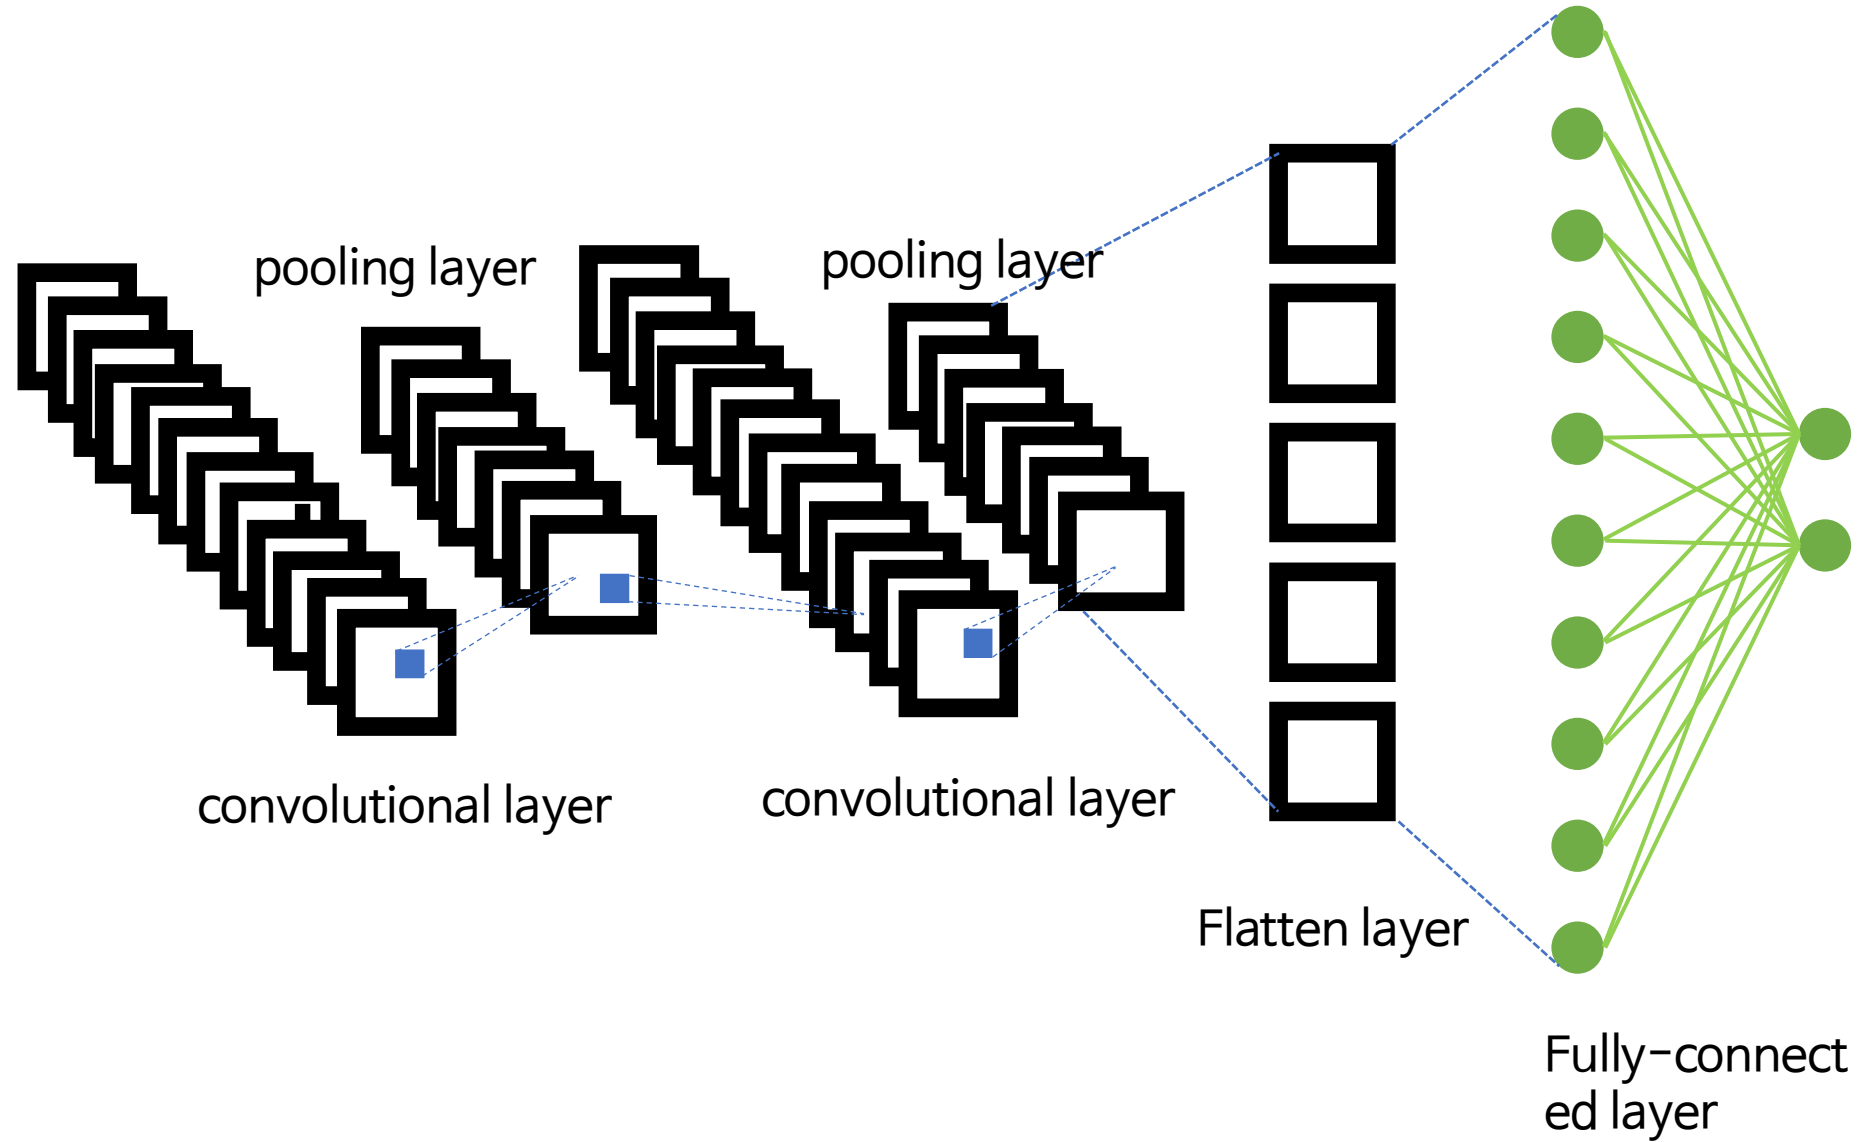 pooling layer
pooling layer
convolutional layer
convolutional layer
Flatten layer
Fully-connect
ed layer